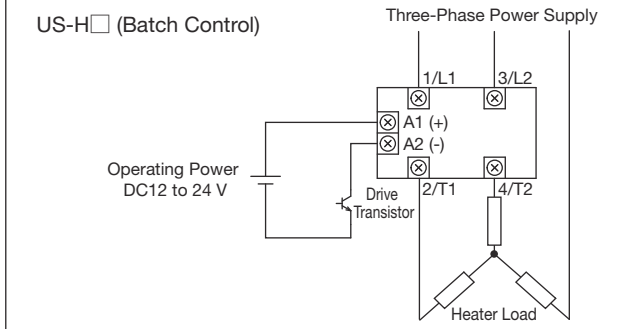 US-H□ (Batch Control)
Three-Phase Power Supply
1/L1
3/L2
A1 (+)
A2 (-)
Operating Power
DC12 to 24 V
Drive
Transistor
2/T1
4/T2
Heater Load